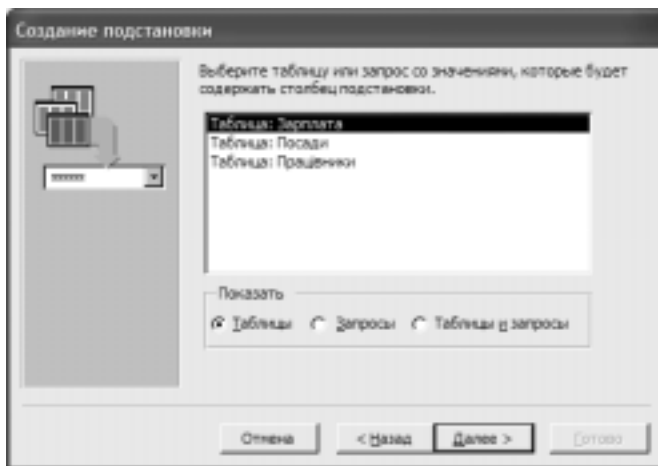 Создание подстановки
Выберите таблицу или запрос со значениями, которые будет
содержать столбец подстановки.
Таблица: Зарплата
Таблица: Посади
Таблица: Працівники
Показать
Таблицы Запросы Таблицы и запросы
Отмена < Назад Далее > Готово